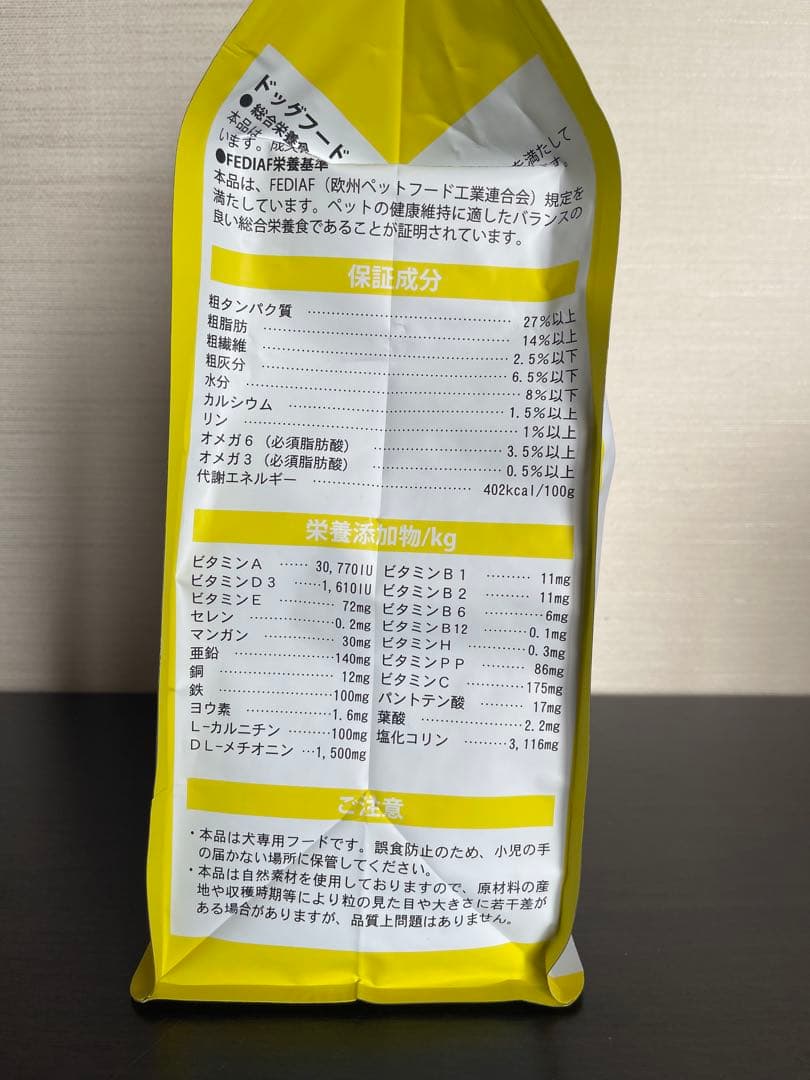 ドッグフード
●総合栄養食
本品は、成犬 を満たして
います。 す。
●FEDIAF栄養基準
本品は、FEDIAF（欧州ペットフード工業連合会）規定を
満たしています。ペットの健康維持に適したバランスの
良い総合栄養食であることが証明されています。
保証成分
粗タンパク質 27%以上
粗脂肪 14%以上
粗繊維 2.5%以下
粗灰分 6.5%以下
水分 8%以下
カルシウム 1.5%以上
リン 1%以上
オメガ6（必須脂肪酸） 3.5%以上
オメガ3（必須脂肪酸） 0.5%以上
代謝エネルギー 402kcal/100g
栄養添加物/kg
ビタミンA 30,770IU
ビタミンD3 1,610IU
ビタミンE 72mg
セレン 0.2mg
マンガン 30mg
亜鉛 140mg
銅 12mg
鉄 100mg
ヨウ素 1.6mg
L-カルニチン 100mg
DL-メチオニン 1,500mg
ビタミンB1 11mg
ビタミンB2 11mg
ビタミンB6 6mg
ビタミンB12 0.1mg
ビタミンH 0.3mg
ビタミンPP 86mg
ビタミンC 175mg
パントテン酸 17mg
葉酸 2.2mg
塩化コリン 3,116mg
ご注意
・本品は犬専用フードです。誤食防止のため、小児の手
の届かない場所に保管してください。
・本品は自然素材を使用しておりますので、原材料の産
地や収穫時期等により粒の見た目や大きさに若干差が
ある場合がありますが、品質上問題はありません。